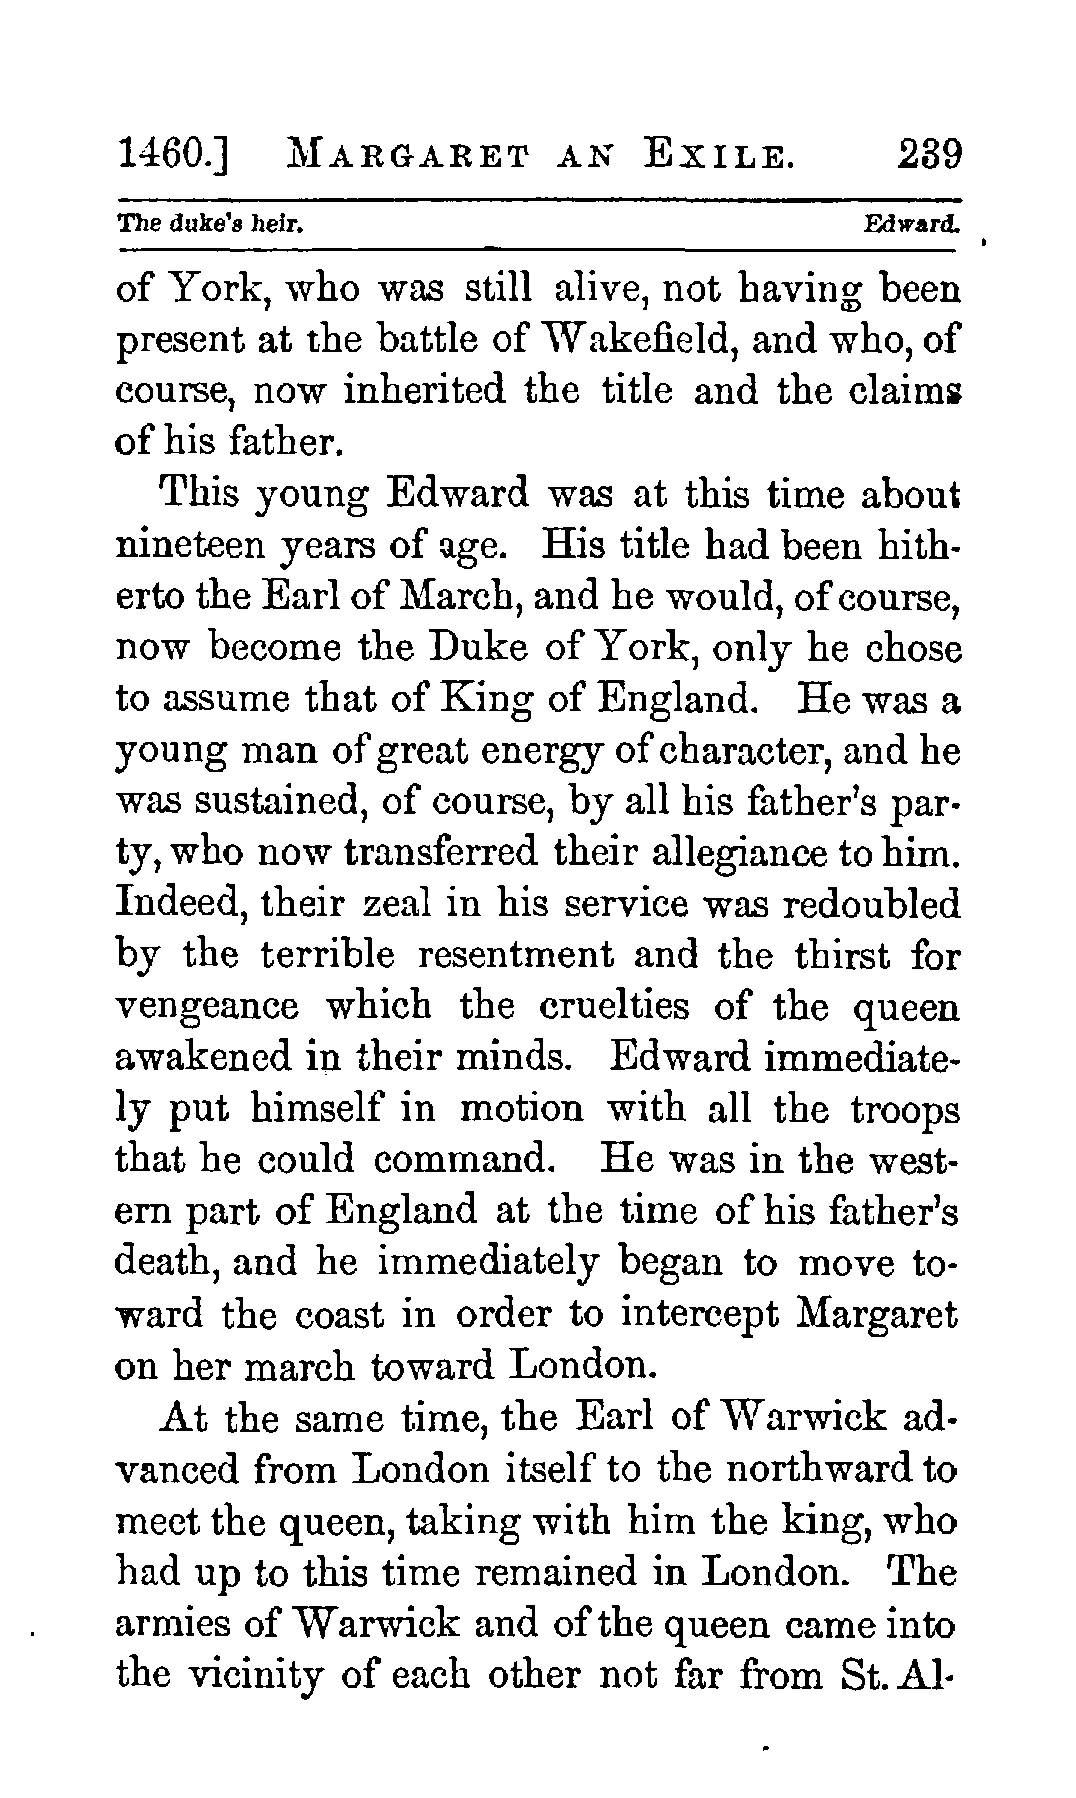 1460.] MARGARET AN EXILE. 239
The duke's heir. Edward.
of York, who was still alive, not having been
present at the battle of Wakefield, and who, of
course, now inherited the title and the claims
of his father.
This young Edward was at this time about
nineteen years of age. His title had been hith-
erto the Earl of March, and he would, of course,
now become the Duke of York, only he chose
to assume that of King of England. He was a
young man of great energy of character, and he
was sustained, of course, by all his father's par-
ty, who now transferred their allegiance to him.
Indeed, their zeal in his service was redoubled
by the terrible resentment and the thirst for
vengeance which the cruelties of the queen
awakened in their minds. Edward immediate-
ly put himself in motion with all the troops
that he could command. He was in the west-
ern part of England at the time of his father's
death, and he immediately began to move to-
ward the coast in order to intercept Margaret
on her march toward London.
At the same time, the Earl of Warwick ad-
vanced from London itself to the northward to
meet the queen, taking with him the king, who
had up to this time remained in London. The
armies of Warwick and of the queen came into
the vicinity of each other not far from St. Al-